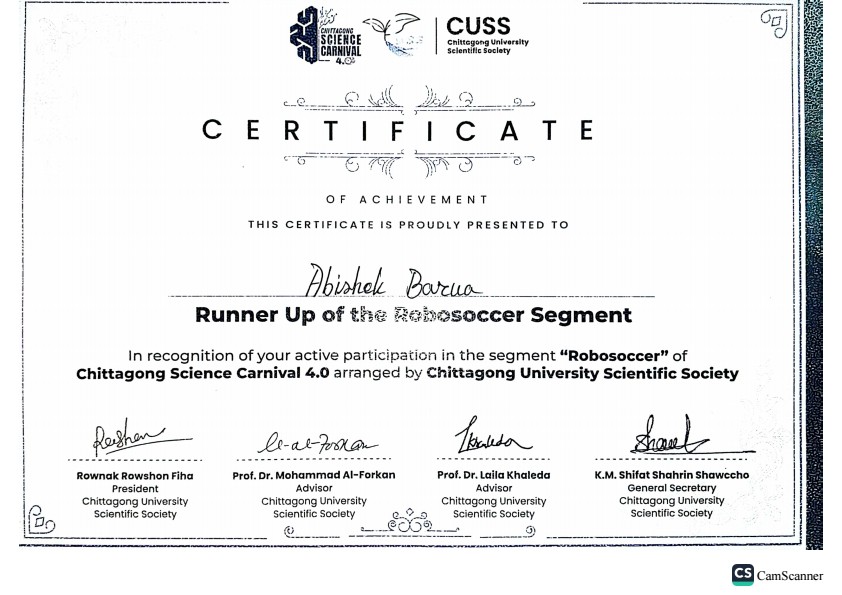 CHITTAGONG
SCIENCE
CARNIVAL
4.0
CUSS
Chittagong University
Scientific Society
CERTIFICATE
OF ACHIEVEMENT
THIS CERTIFICATE IS PROUDLY PRESENTED TO
Abishek Barua
Runner Up of the Robosoccer Segment
In recognition of your active participation in the segment “Robosoccer” of
Chittagong Science Carnival 4.0 arranged by Chittagong University Scientific Society
Rownak Rowshon Fiha
President
Chittagong University
Scientific Society
Prof. Dr. Mohammad Al-Forkan
Advisor
Chittagong University
Scientific Society
Prof. Dr. Laila Khaleda
Advisor
Chittagong University
Scientific Society
K.M. Shifat Shahrin Shawccho
General Secretary
Chittagong University
Scientific Society
CS CamScanner